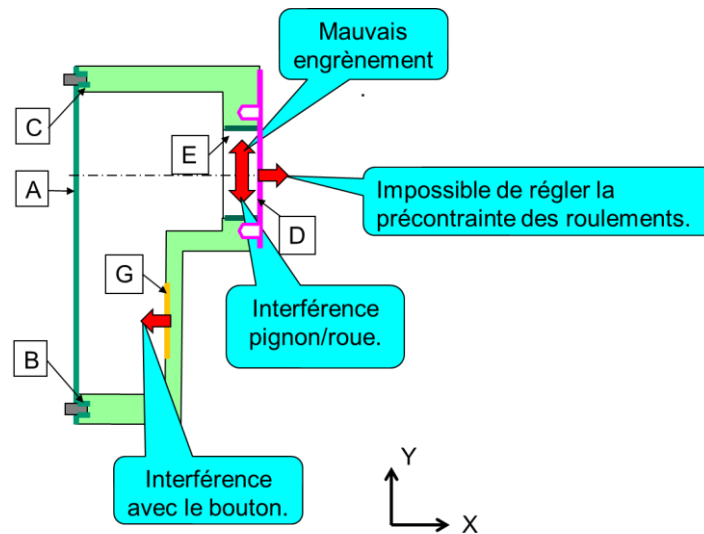 Mauvais
engrènement
C
E
A
Impossible de régler la
précontrainte des roulements.
D
G
Interférence
pignon/roue.
B
Interférence
avec le bouton.
Y
X